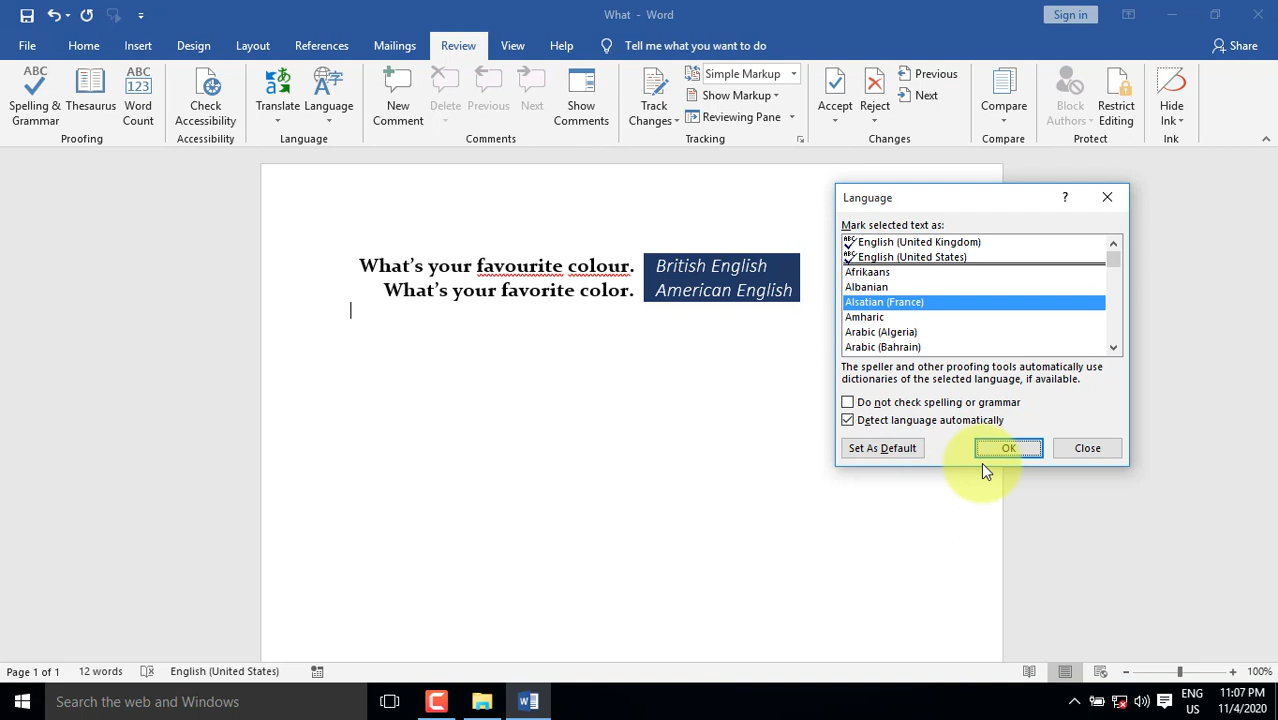 What - Word
Sign in
File Home Insert Design Layout References Mailings Review View Help Tell me what you want to do Share
ABC
Spelling & Grammar
Thesaurus
ABC
123
Word Count
Proofing
Check Accessibility
Accessibility
Translate
Language
Language
New Comment
Delete
Previous
Next
Show Comments
Comments
Track Changes
Simple Markup
Show Markup
Reviewing Pane
Tracking
Accept
Reject
Previous
Next
Changes
Compare
Compare
Block Authors
Restrict Editing
Protect
Hide Ink
Ink
What's your favourite colour. British English
What's your favorite color. American English
Language ?
Mark selected text as:
ABC English (United Kingdom)
ABC English (United States)
Afrikaans
Albanian
Alsatian (France)
Amharic
Arabic (Algeria)
Arabic (Bahrain)
The speller and other proofing tools automatically use
dictionaries of the selected language, if available.
Do not check spelling or grammar
Detect language automatically
Set As Default OK Close
Page 1 of 1 12 words English (United States) 100%
Search the web and Windows
ENG
US
11:07 PM
11/4/2020